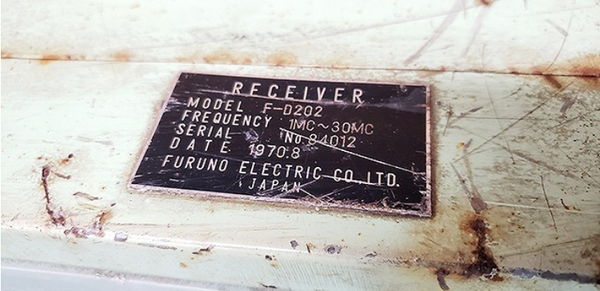 RECEIVER
MODEL F-D202
FREQUENCY 1MC~30MC
SERIAL No.84012
DATE 1970.8
FURUNO ELECTRIC CO.,LTD.
JAPAN